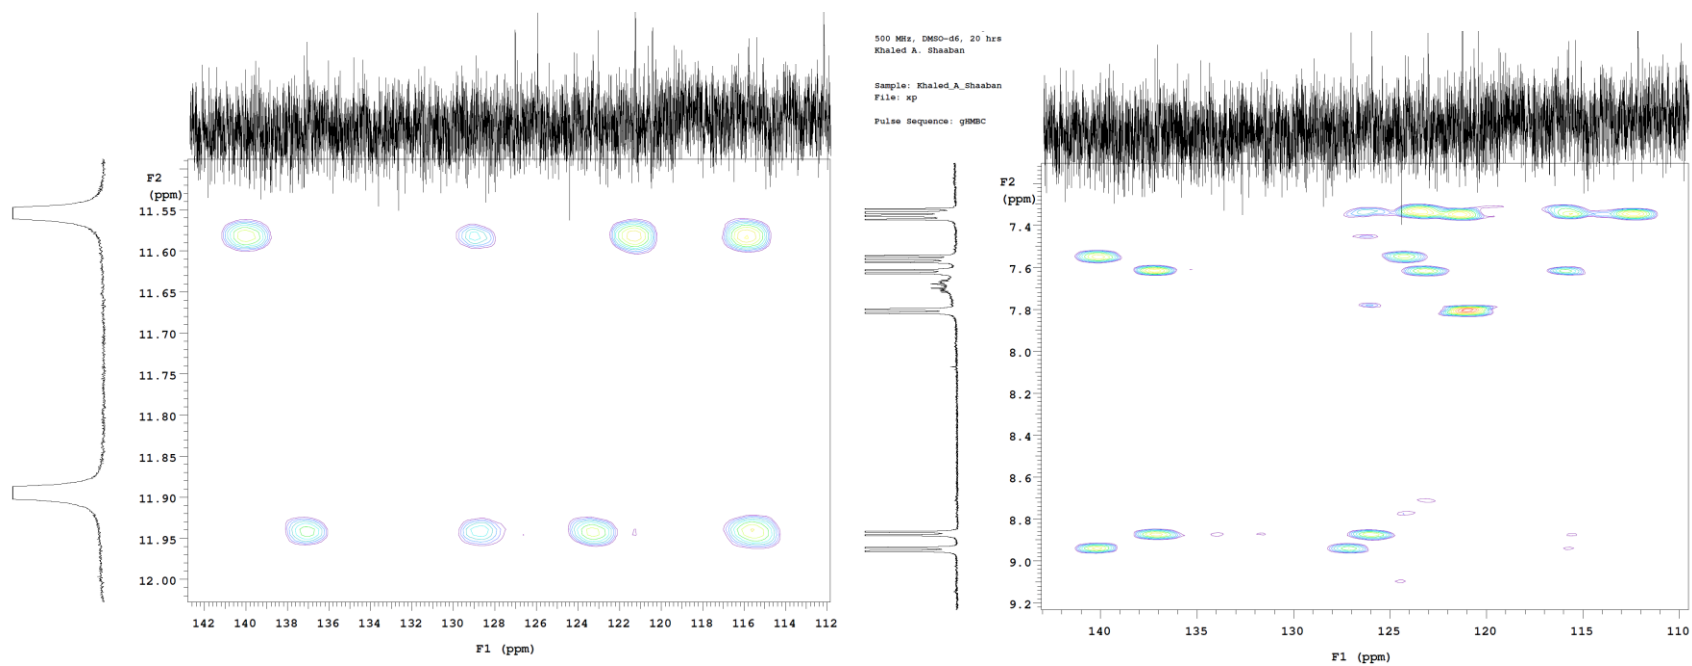 F2
(ppm)
11.55
11.60
11.65
11.70
11.75
11.80
11.85
11.90
11.95
12.00
142 140 138 136 134 132 130 128 126 124 122 120 118 116 114 112
F1 (ppm)
500 MHz, DMSO-d6, 20 hrs
Khaled A. Shaaban
Sample: Khaled_A_Shaaban
File: xp
Pulse Sequence: gHMBC
F2
(ppm)
7.4
7.6
7.8
8.0
8.2
8.4
8.6
8.8
9.0
9.2
140 135 130 125 120 115 110
F1 (ppm)